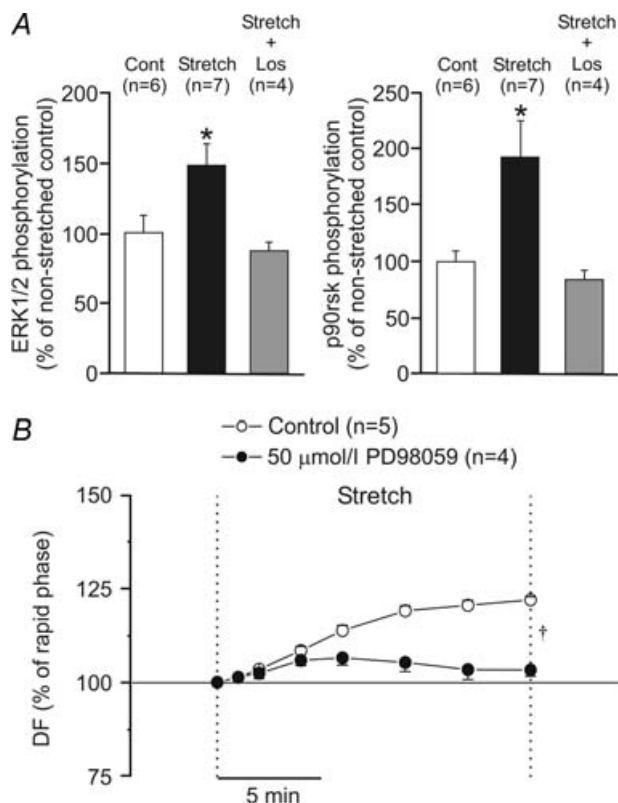 A
Cont
(n=6)
Stretch
(n=7)
Stretch
+
Los
(n=4)
ERK1/2 phosphorylation
(% of non-stretched control)
200
150
100
50
0
*
Cont
(n=6)
Stretch
(n=7)
Stretch
+
Los
(n=4)
p90rsk phosphorylation
(% of non-stretched control)
250
200
150
100
50
0
*
B
Control (n=5)
50 μmol/l PD98059 (n=4)
Stretch
DF (% of rapid phase)
150
125
100
75
†
5 min